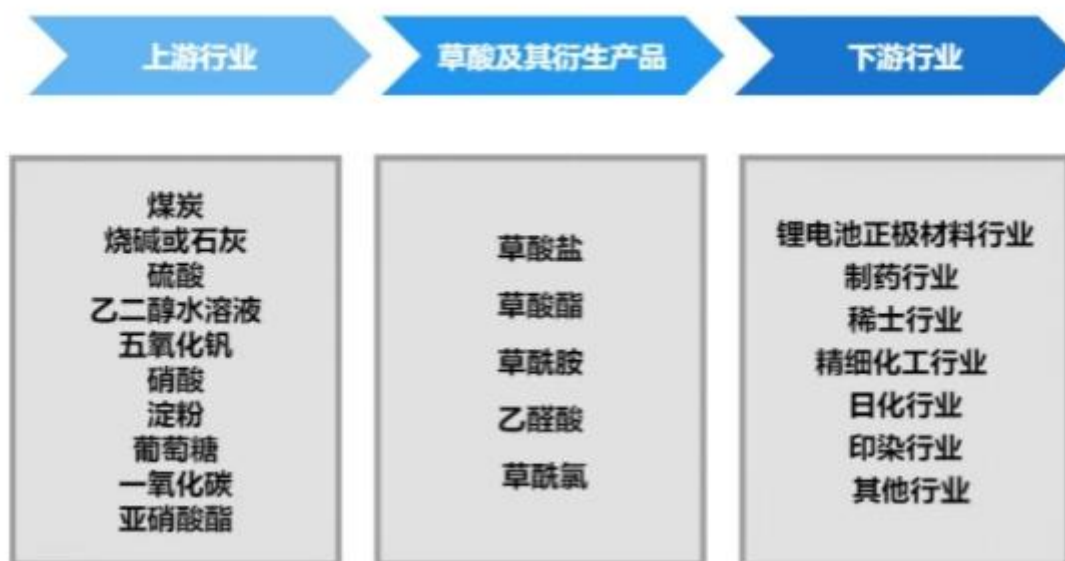 上游行业
草酸及其衍生产品
下游行业
煤炭
烧碱或石灰
硫酸
乙二醇水溶液
五氧化钒
硝酸
淀粉
葡萄糖
一氧化碳
亚硝酸酯
草酸盐
草酸酯
草酰胺
乙醛酸
草酰氯
锂电池正极材料行业
制药行业
稀土行业
精细化工行业
日化行业
印染行业
其他行业